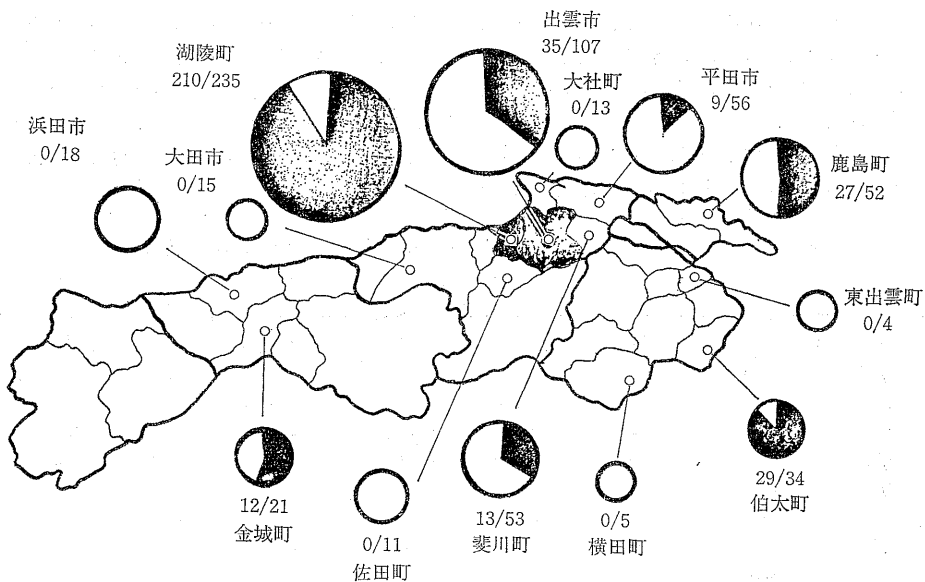 出雲市
35/107
湖陵町
210/235
大社町
0/13
平田市
9/56
浜田市
0/18
大田市
0/15
鹿島町
27/52
東出雲町
0/4
29/34
伯太町
12/21
金城町
0/11
佐田町
13/53
斐川町
0/5
横田町